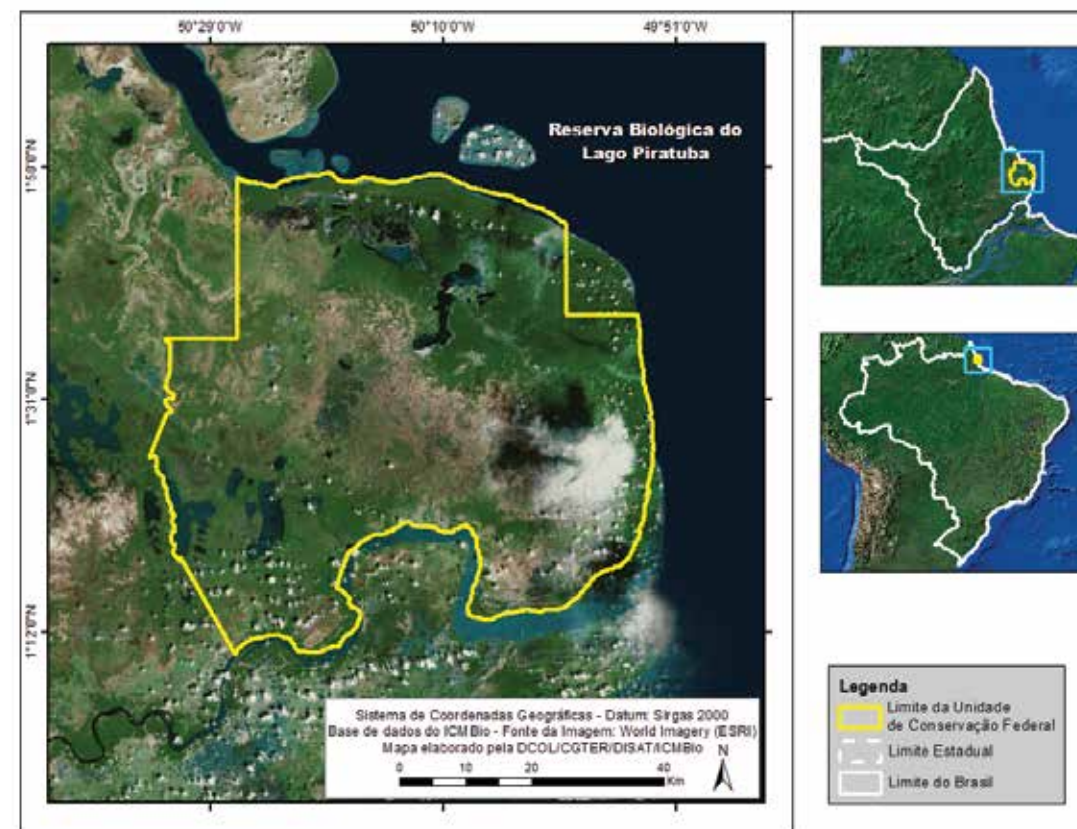 50°29'0"W
50°10'0"W
49°51'0"W
1°50'0"N
1°31'0"N
1°12'0"N
Reserva Biológica do
Lago Piratuba
Sistema de Coordenadas Geográficas - Datum: Sirgas 2000
Base de dados do ICMBio - Fonte da Imagem: World Imagery (ESRI)
Mapa elaborado pela DCOL/CGTER/DISAT/ICMBio
N
0 10 20 40
Km
Legenda
Limite da Unidade
de Conservação Federal
Limite Estadual
Limite do Brasil